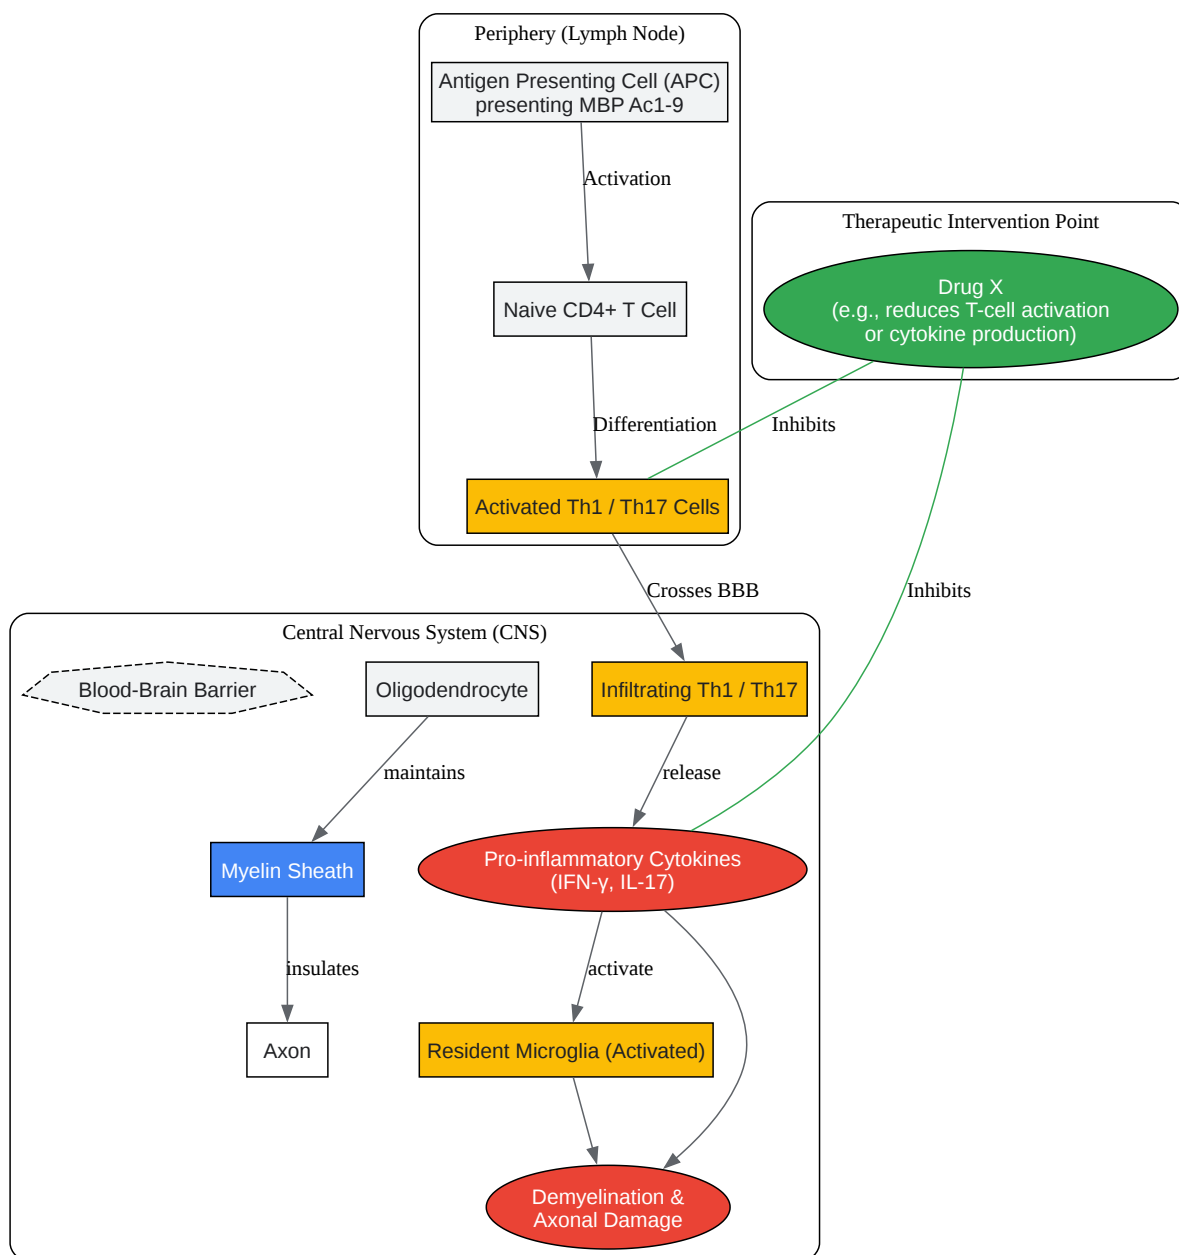 Periphery (Lymph Node)
Antigen Presenting Cell (APC)
presenting MBP Ac1-9
Activation
Therapeutic Intervention Point
Naive CD4+ T Cell
Drug X
(e.g., reduces T-cell activation
or cytokine production)
Differentiation
Inhibits
Activated Th1 / Th17 Cells
Crosses BBB
Inhibits
Central Nervous System (CNS)
Blood-Brain Barrier
Oligodendrocyte
Infiltrating Th1 / Th17
maintains
release
Myelin Sheath
Pro-inflammatory Cytokines
(IFN-γ, IL-17)
insulates
activate
Axon
Resident Microglia (Activated)
Demyelination &
Axonal Damage